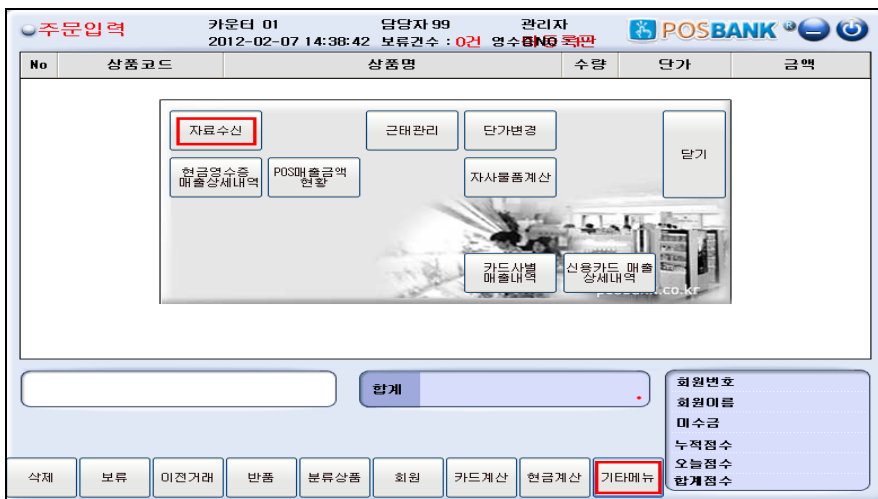 주문입력 카운터 01 담당자 99 관리자 POSBANK
2012-02-07 14:38:42 보류건수 : 0건 영수증NO
No 상품코드 상품명 수량 단가 금액
자료수신 근태관리 단가변경 닫기
현금영수증 매출상세내역 POS매출금액 현황 자사물품계산
카드사별 매출내역 신용카드 매출 상세내역
.co.kr
합계
회원번호
회원이름
미수금
누적점수
오늘점수
합계점수
삭제 보류 이전거래 반품 분류상품 회원 카드계산 현금계산 기타메뉴